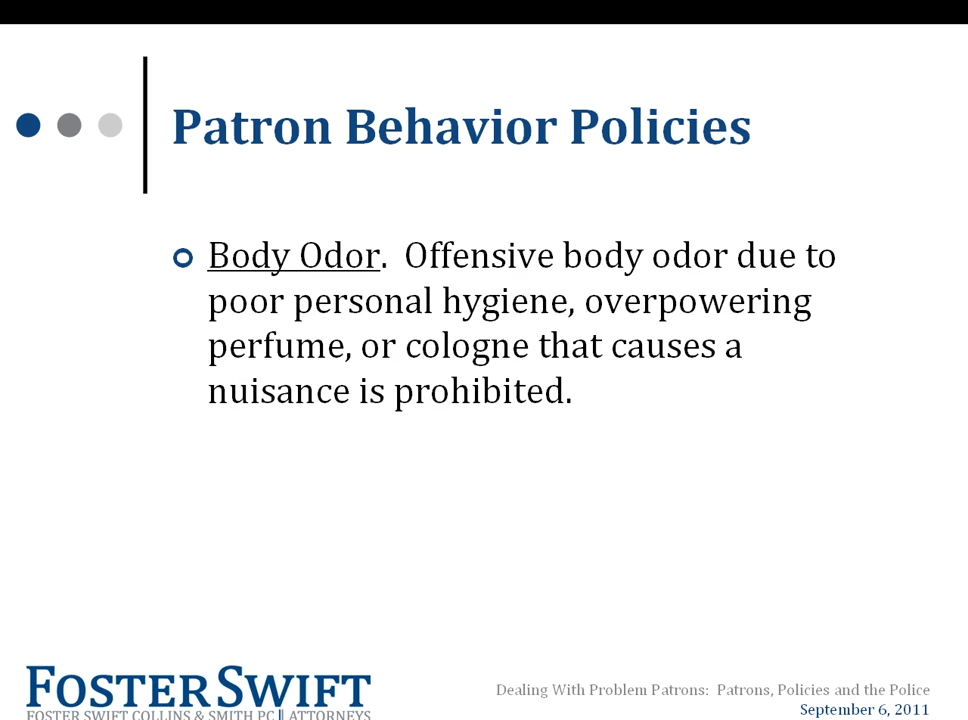 Patron Behavior Policies
Body Odor. Offensive body odor due to
poor personal hygiene, overpowering
perfume, or cologne that causes a
nuisance is prohibited.
FOSTER SWIFT
FOSTER SWIFT COLLINS & SMITH PC || ATTORNEYS
Dealing With Problem Patrons: Patrons, Policies and the Police
September 6, 2011